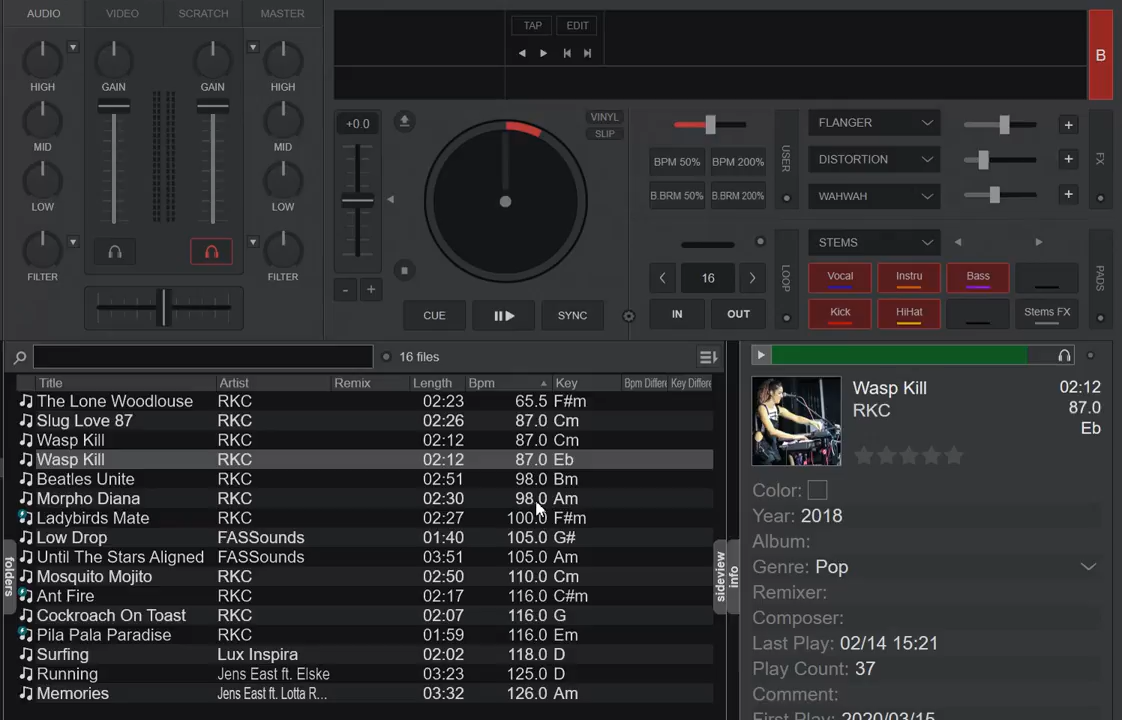 AUDIO VIDEO SCRATCH MASTER
TAP EDIT
B
HIGH GAIN GAIN HIGH
MID MID
LOW LOW
FILTER FILTER
+0.0
VINYL
SLIP
- +
CUE SYNC
BPM 50% BPM 200%
B.BRM 50% B.BRM 200%
USER
FLANGER +
DISTORTION +
WAHWAH +
FX
16
IN OUT
LOOP
STEMS
Vocal Instru Bass
Kick HiHat Stems FX
PADS
16 files
Title Artist Remix Length Bpm Key Bpm Differe Key Differe
The Lone Woodlouse RKC 02:23 65.5 F#m
Slug Love 87 RKC 02:26 87.0 Cm
Wasp Kill RKC 02:12 87.0 Cm
Wasp Kill RKC 02:12 87.0 Eb
Beatles Unite RKC 02:51 98.0 Bm
Morpho Diana RKC 02:30 98.0 Am
Ladybirds Mate RKC 02:27 100.0 F#m
Low Drop FASSounds 01:40 105.0 G#
Until The Stars Aligned FASSounds 03:51 105.0 Am
Mosquito Mojito RKC 02:50 110.0 Cm
Ant Fire RKC 02:17 116.0 C#m
Cockroach On Toast RKC 02:07 116.0 G
Pila Pala Paradise RKC 01:59 116.0 Em
Surfing Lux Inspira 02:02 118.0 D
Running Jens East ft. Elske 03:23 125.0 D
Memories Jens East ft. Lotta R... 03:32 126.0 Am
folders
sideview
info
Wasp Kill 02:12
RKC 87.0
Eb
Color:
Year: 2018
Album:
Genre: Pop
Remixer:
Composer:
Last Play: 02/14 15:21
Play Count: 37
Comment:
First Play: 2020/03/15